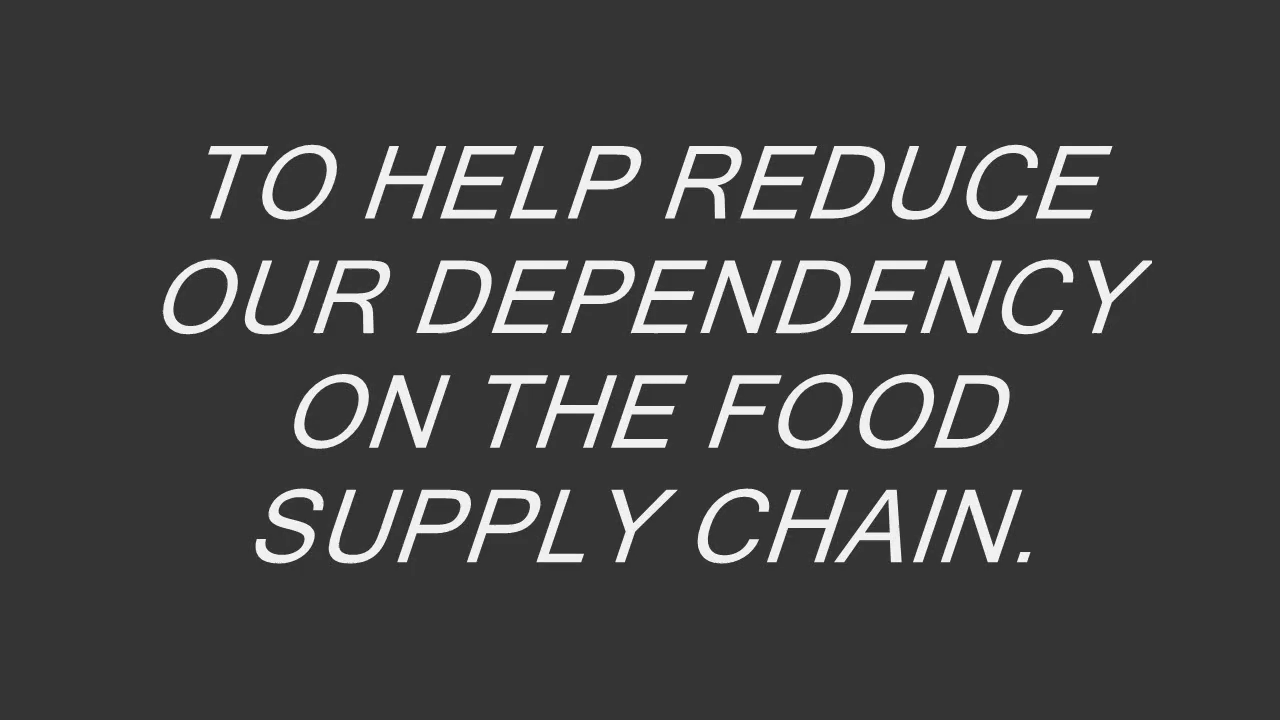 TO HELP REDUCE
OUR DEPENDENCY
ON THE FOOD
SUPPLY CHAIN.